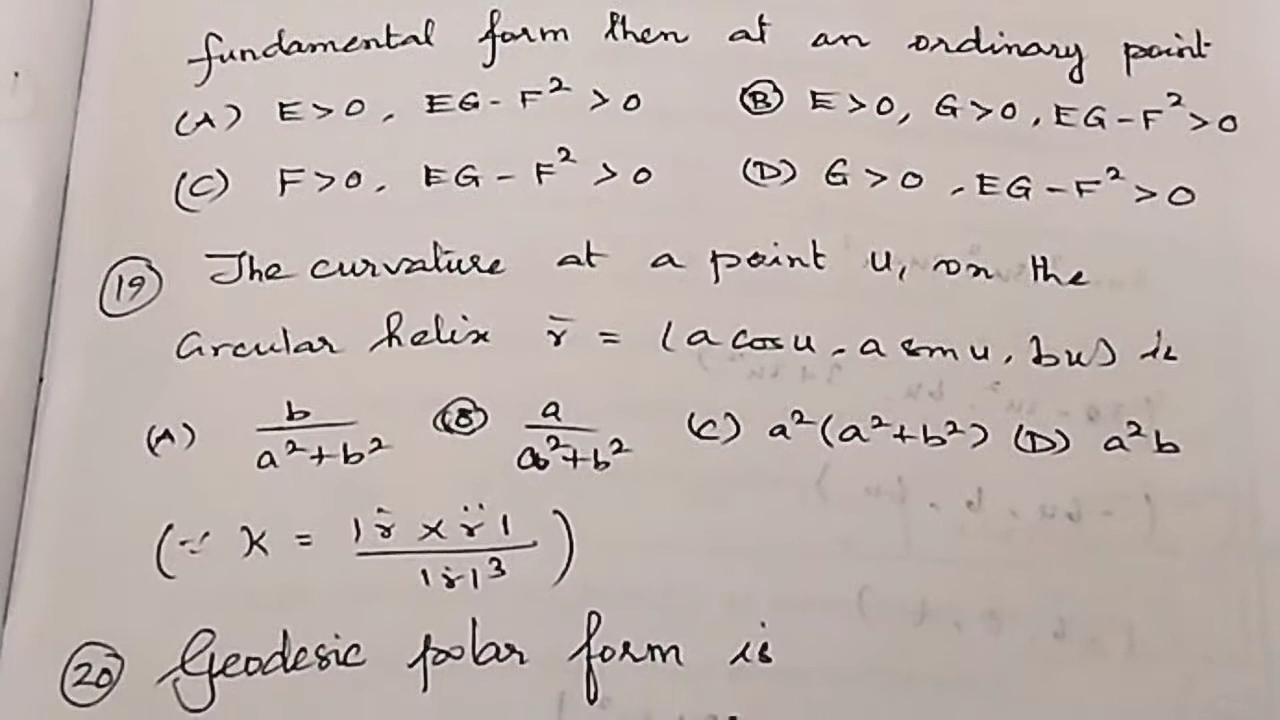 fundamental form then at an ordinary point
(A) E>0, EG-F² >0 (B) E>0, G>0, EG-F²>0
(C) F>0, EG-F² >0 (D) G>0, EG-F²>0
(19) The curvature at a point u, on the
circular helix r̄ = (a cosu, a sinu, bu) is
(A) b/(a²+b²) (B) a/(a²+b²) (C) a²(a²+b²) (D) a²b
(∵ K = |ṙ × r̈| / |ṙ|³)
(20) Geodesic polar form is